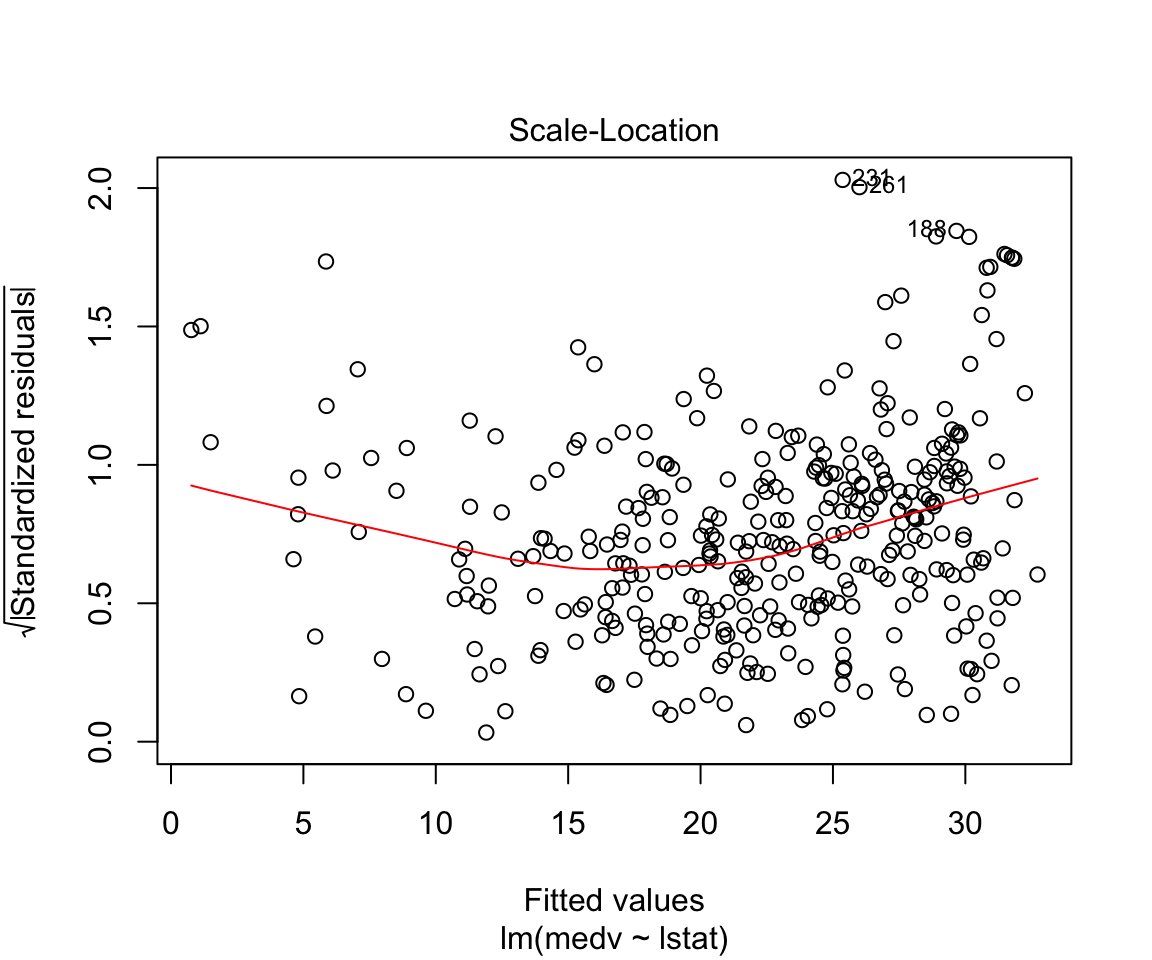 Scale-Location
√|Standardized residuals|
2.0
1.5
1.0
0.5
0.0
231
261
188
0 5 10 15 20 25 30
Fitted values
lm(medv ~ lstat)